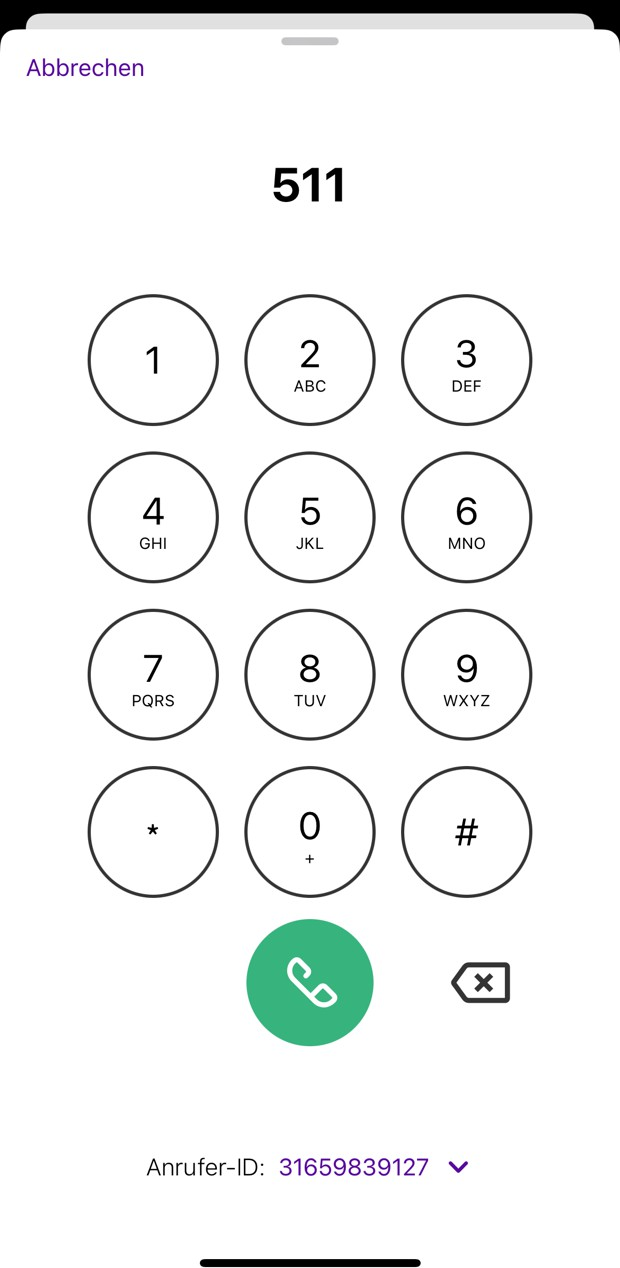 Abbrechen
511
1
2
ABC
3
DEF
4
GHI
5
JKL
6
MNO
7
PQRS
8
TUV
9
WXYZ
*
0
+
#
Anrufer-ID: 31659839127